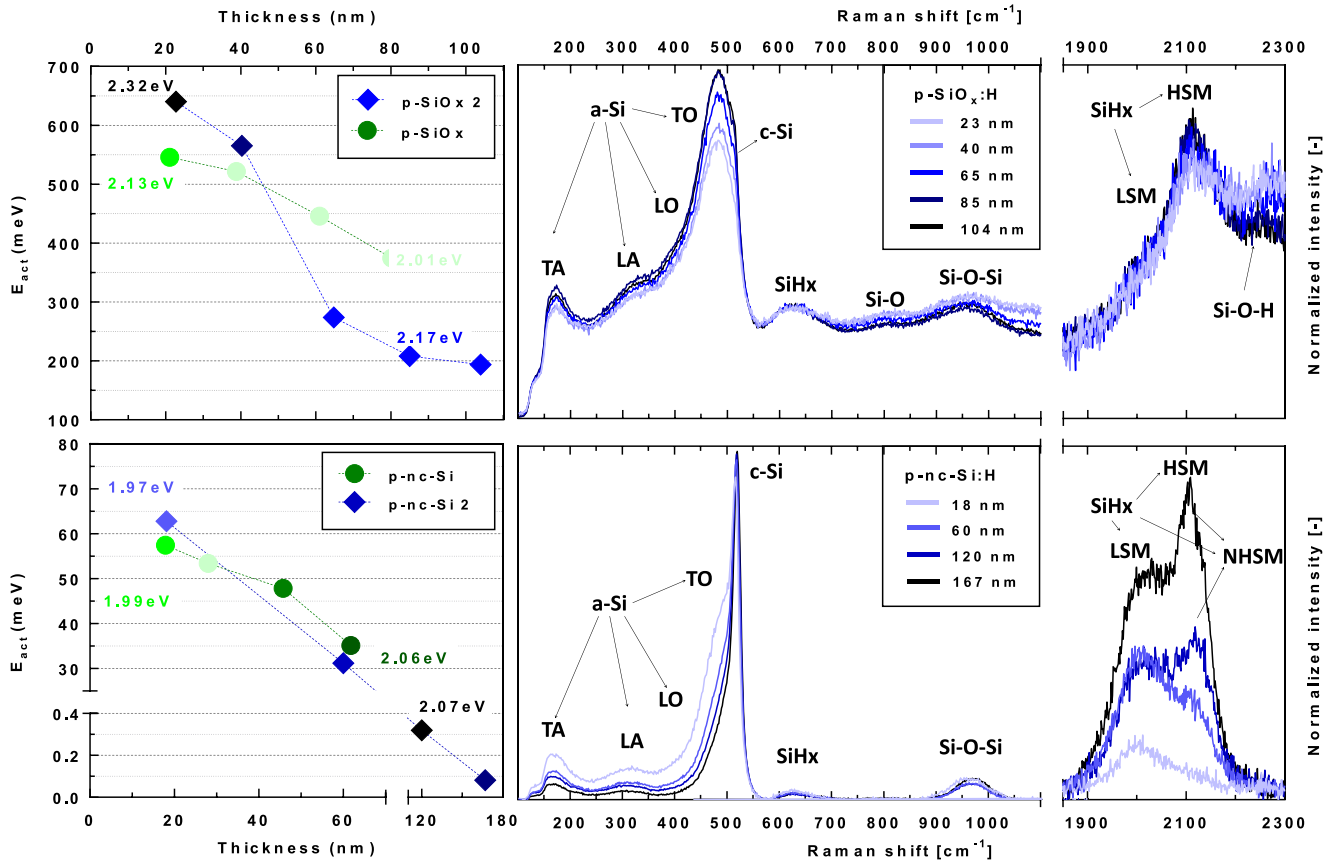 Thickness (nm)
0 20 40 60 80 100
E_act (meV)
700
600
500
400
300
200
100
2.32eV
2.13eV
2.01eV
2.17eV
p-SiOx 2
p-SiOx
Raman shift [cm⁻¹]
200 300 400 500 600 700 800 900 1000
a-Si
TO
c-Si
LO
LA
TA
SiHx
Si-O
Si-O-Si
p-SiOₓ:H
23 nm
40 nm
65 nm
85 nm
104 nm
1900 2100 2300
HSM
SiHx
LSM
Si-O-H
Normalized intensity [-]
E_act (meV)
80
70
60
50
40
30
0.4
0.2
0.0
1.97eV
1.99eV
2.06eV
2.07eV
p-nc-Si
p-nc-Si 2
0 20 40 60 120 180
Thickness (nm)
c-Si
TO
a-Si
LO
TA
LA
SiHx
Si-O-Si
p-nc-Si:H
18 nm
60 nm
120 nm
167 nm
200 300 400 500 600 700 800 900 1000
Raman shift [cm⁻¹]
HSM
SiHx
LSM
NHSM
1900 2100 2300
Normalized intensity [-]